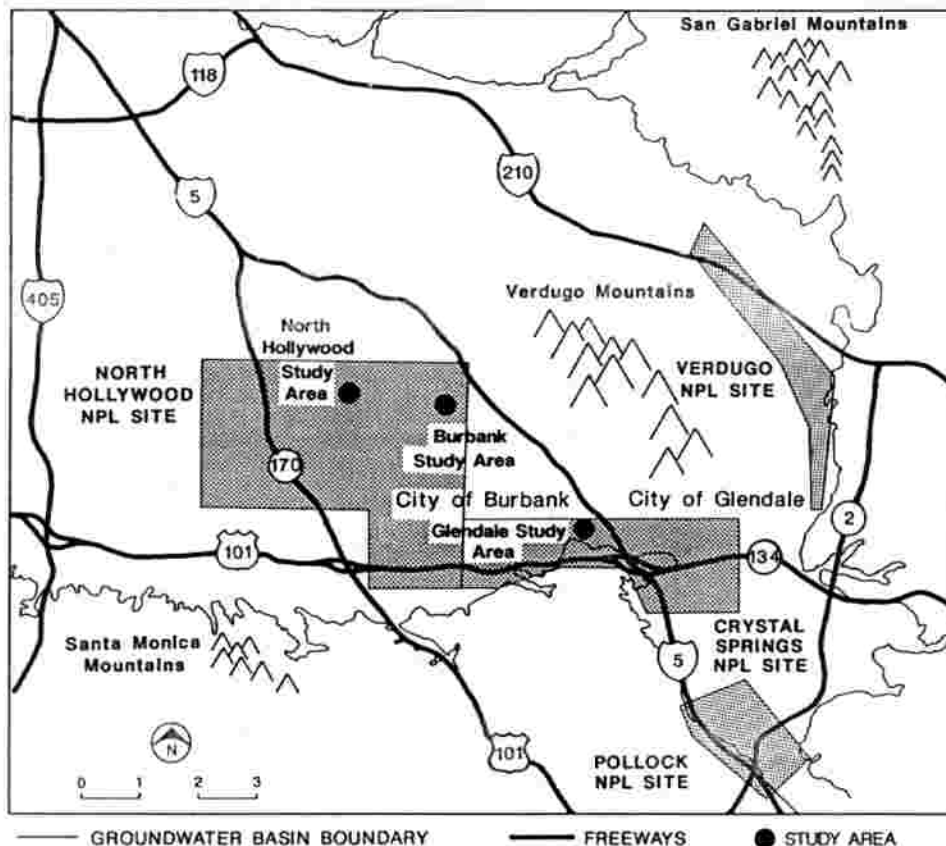 San Gabriel Mountains
118
210
5
405
Verdugo Mountains
North
Hollywood
Study
Area
NORTH
HOLLYWOOD
NPL SITE
VERDUGO
NPL SITE
Burbank
Study Area
170
City of Burbank
City of Glendale
2
Glendale Study
Area
101
134
CRYSTAL
SPRINGS
NPL SITE
Santa Monica
Mountains
5
N
101
POLLOCK
NPL SITE
0 1 2 3
GROUNDWATER BASIN BOUNDARY
FREEWAYS
STUDY AREA